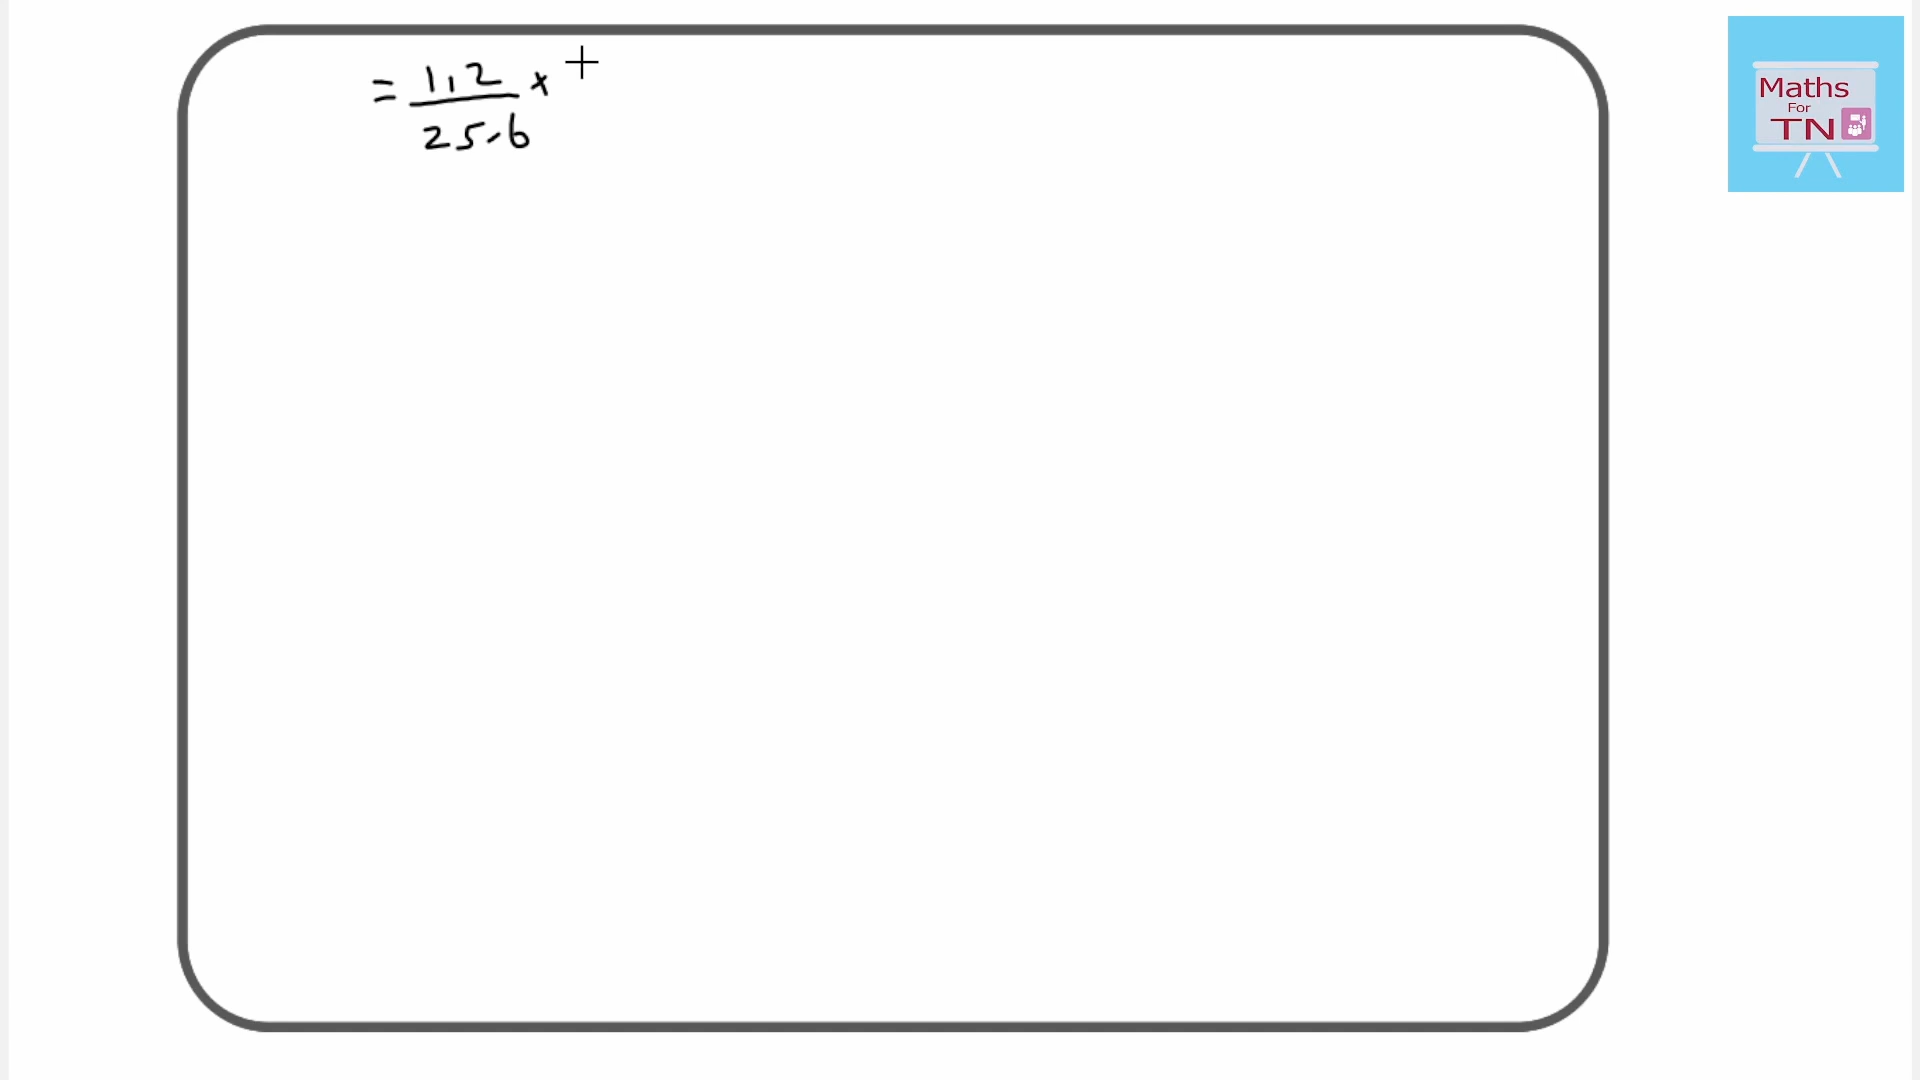 = 1,2 ×
25,6
Maths
For
TN